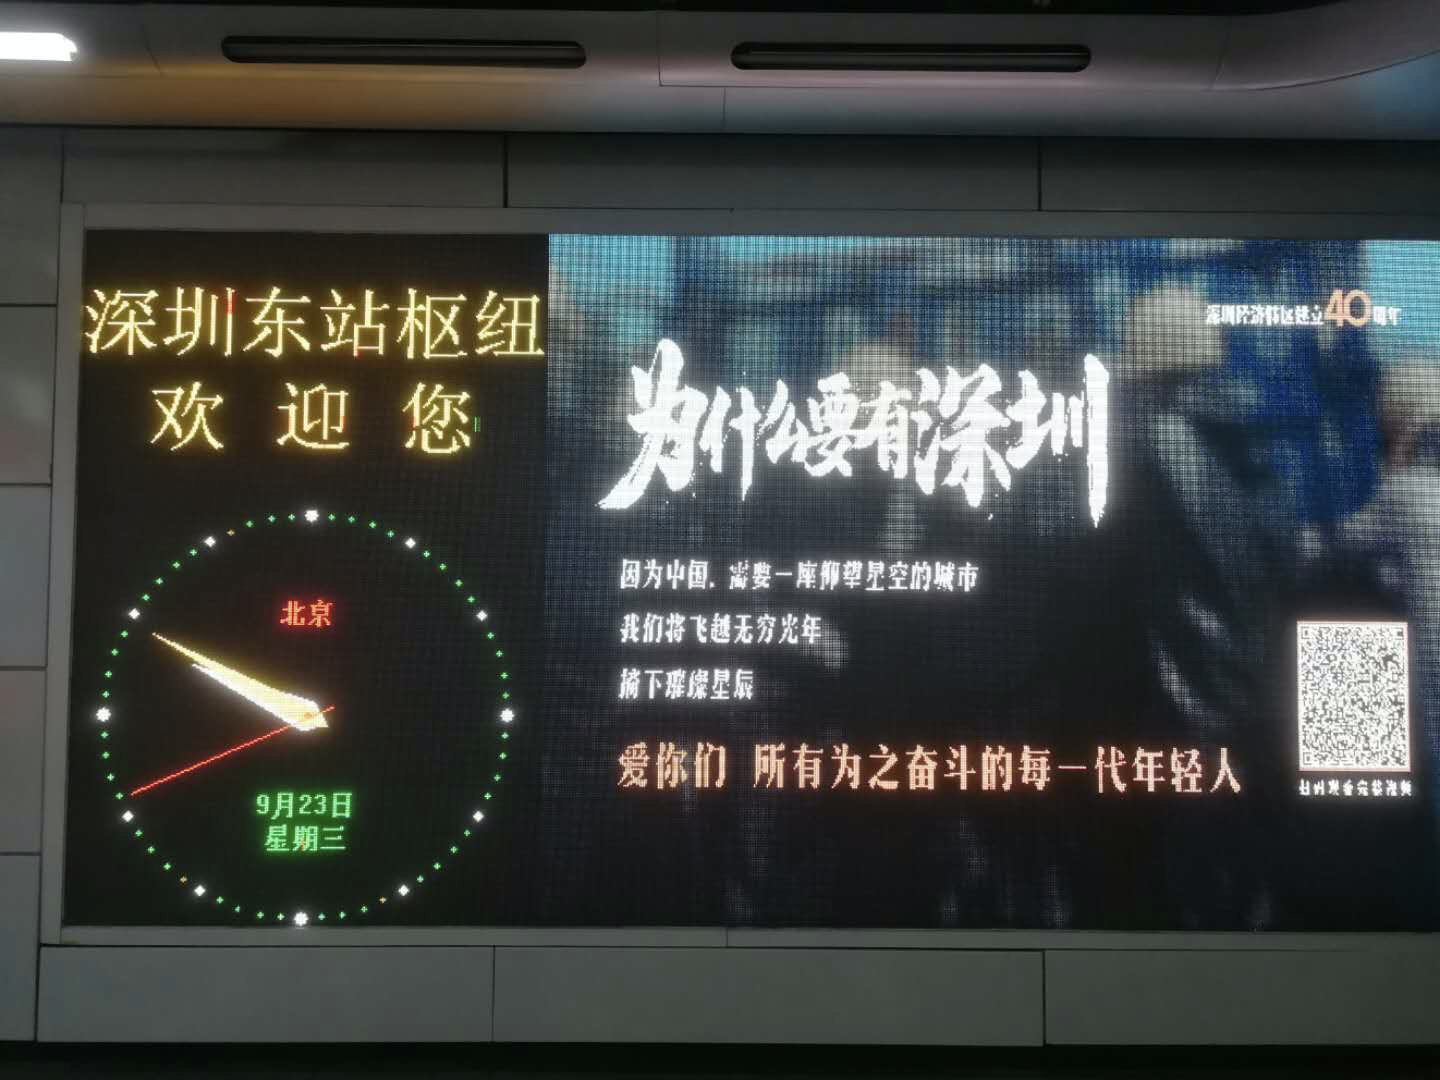 深圳东站枢纽
欢迎您
北京
9月23日
星期三
深圳经济特区建立40周年
为什么要有深圳
因为中国，需要一座仰望星空的城市
我们将飞越无穷光年
摘下璀璨星辰
爱你们 所有为之奋斗的每一代年轻人